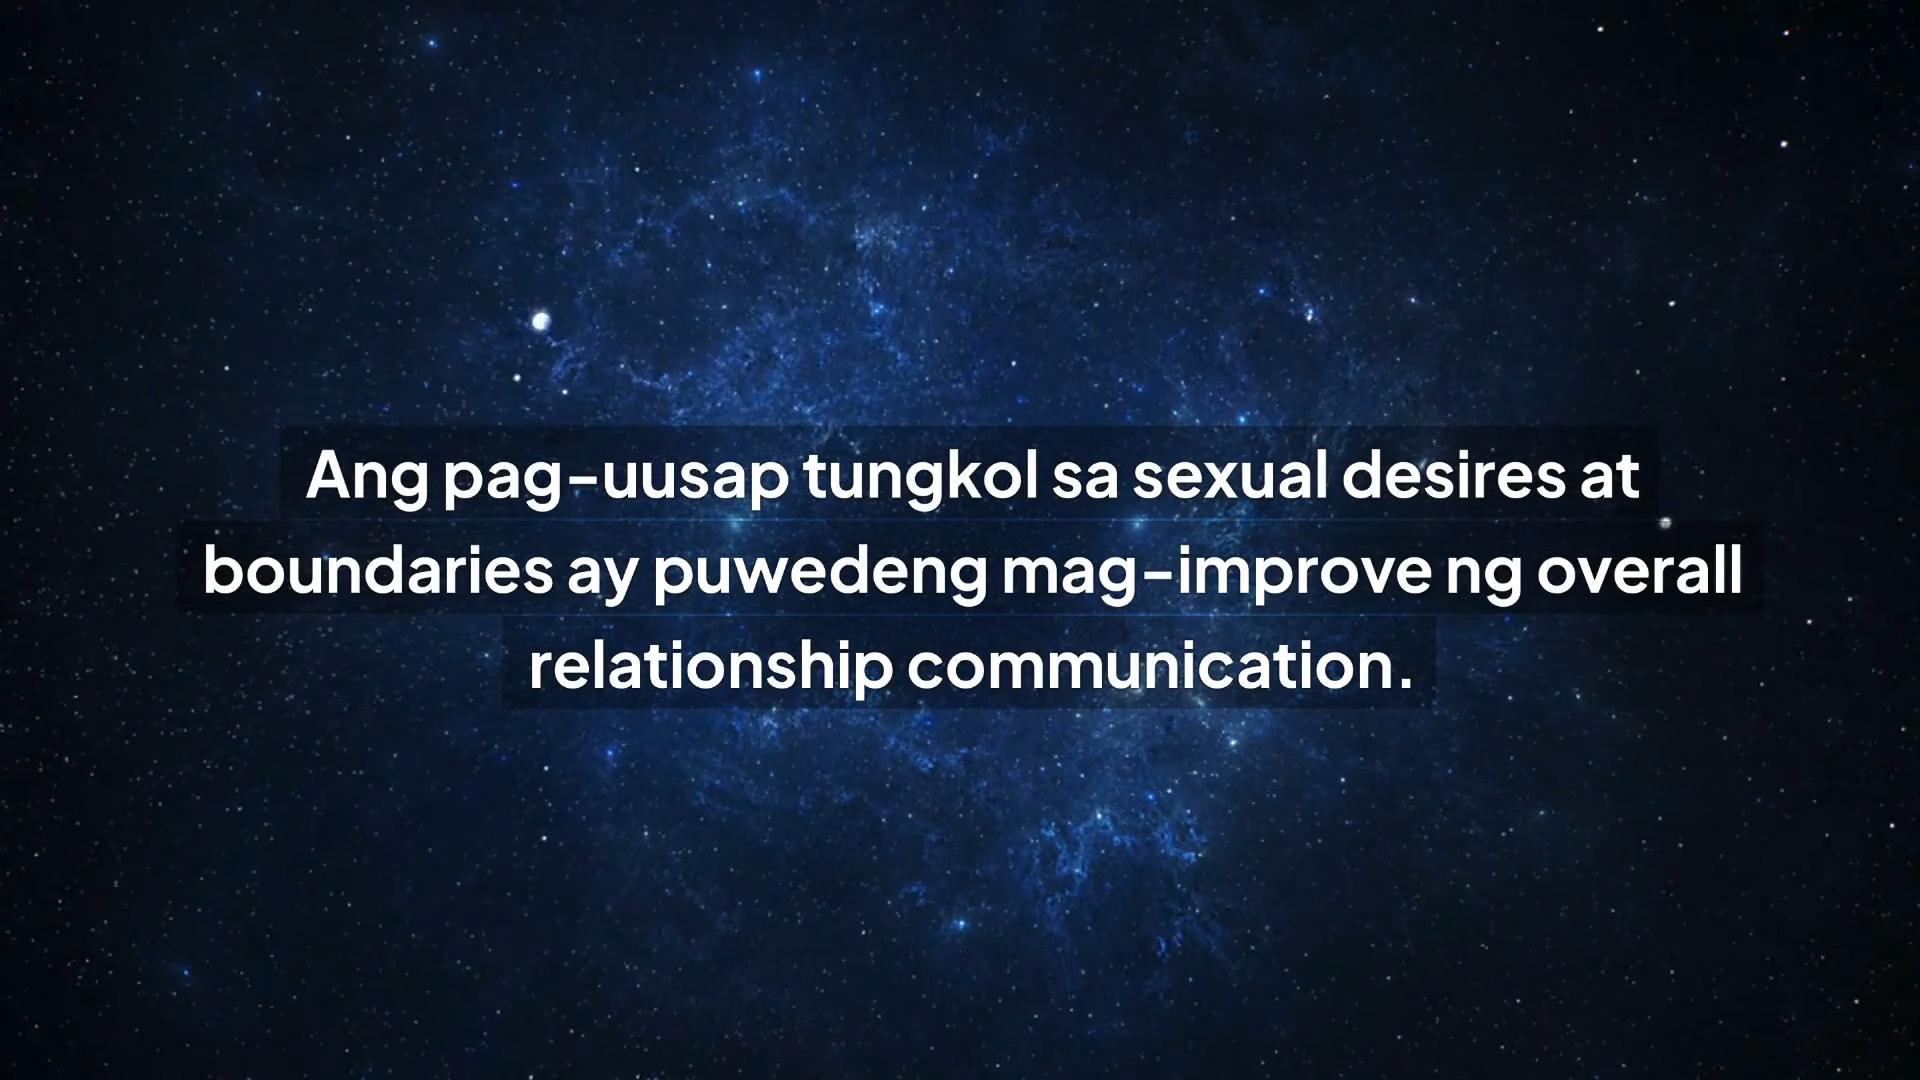 Ang pag-uusap tungkol sa sexual desires at
boundaries ay puwedeng mag-improve ng overall
relationship communication.